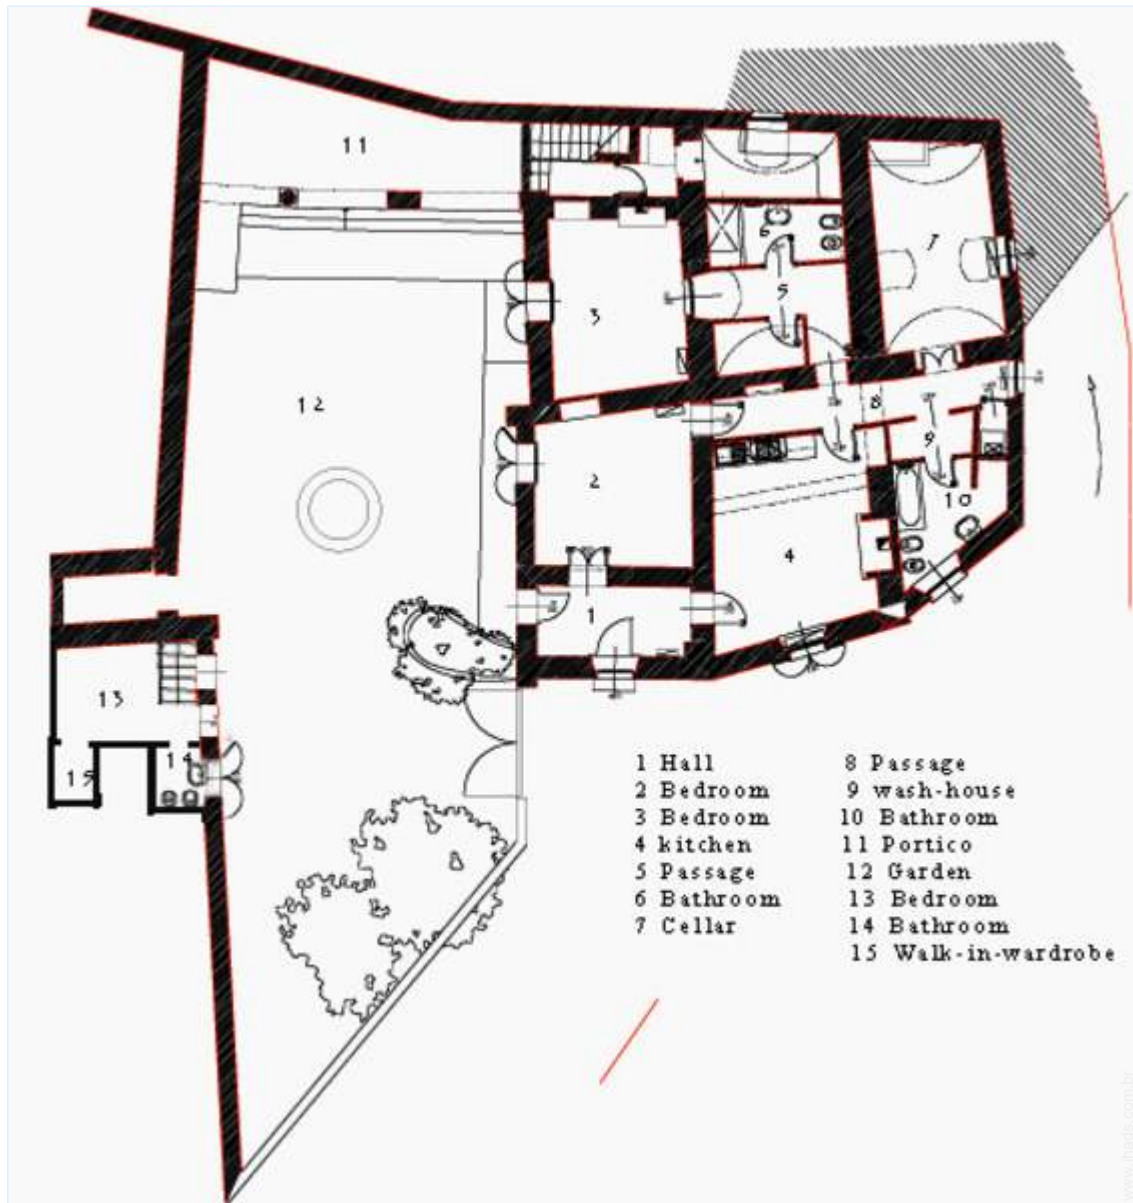 11
6
7
5
3
12
8
9
2
10
4
1
13
14
15
1 Hall
2 Bedroom
3 Bedroom
4 kitchen
5 Passage
6 Bathroom
7 Cellar
8 Passage
9 wash-house
10 Bathroom
11 Portico
12 Garden
13 Bedroom
14 Bathroom
15 Walk-in-wardrobe